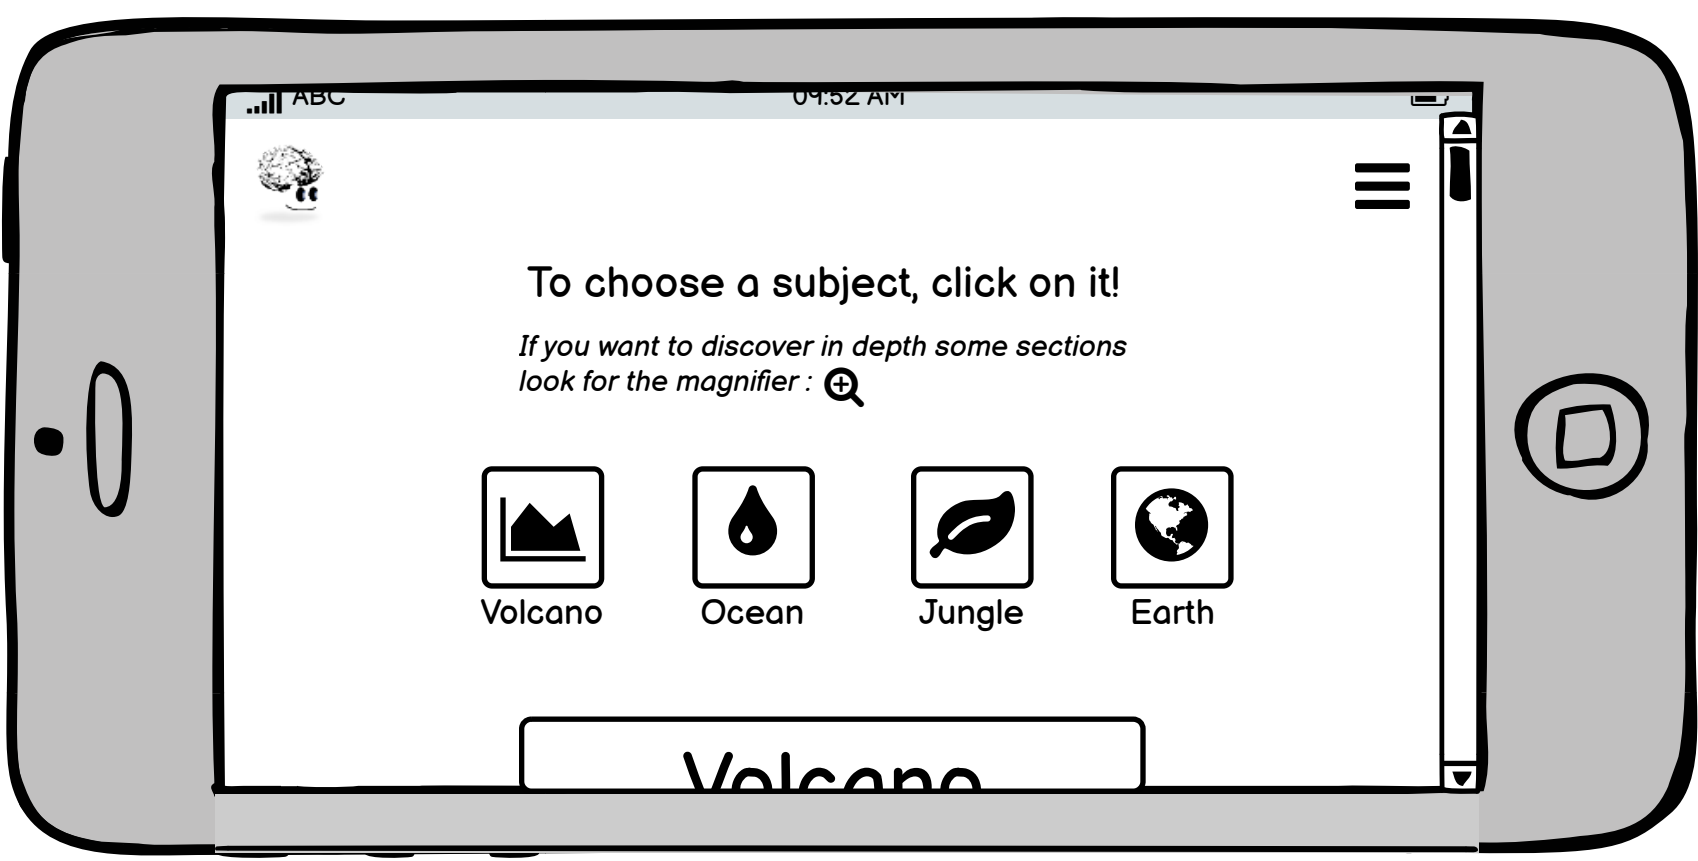 ABC 09:52 AM
To choose a subject, click on it!
If you want to discover in depth some sections
look for the magnifier :
Volcano Ocean Jungle Earth
Volcano